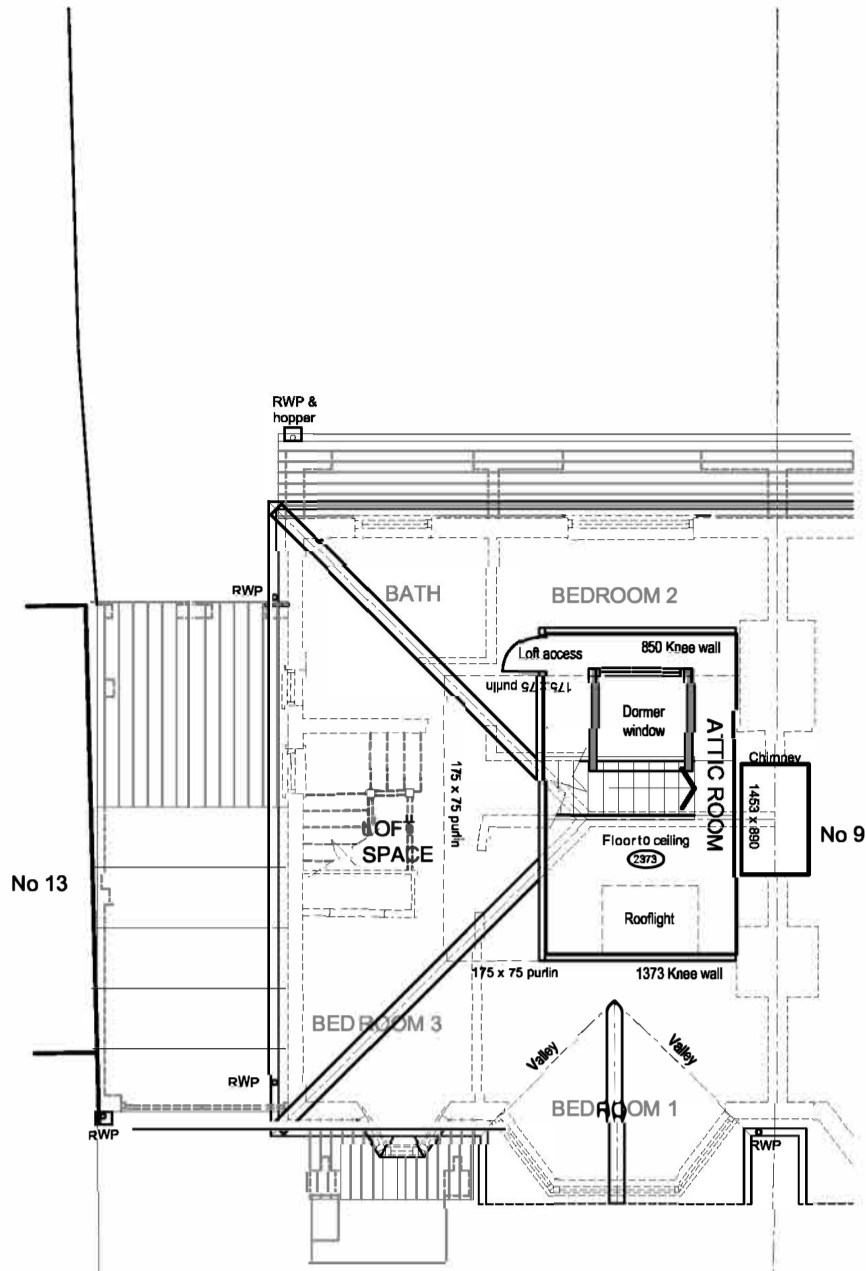 RWP &
hopper
RWP
BATH
BEDROOM 2
Loft access
850 Knee wall
175 x 75 purlin
Dormer
window
ATTIC ROOM
Chimney
1453 x 890
175 x 75 purlin
LOFT
SPACE
Floor to ceiling
2373
No 9
No 13
Rooflight
175 x 75 purlin
1373 Knee wall
BEDROOM 3
Valley
Valley
RWP
BEDROOM 1
RWP
RWP